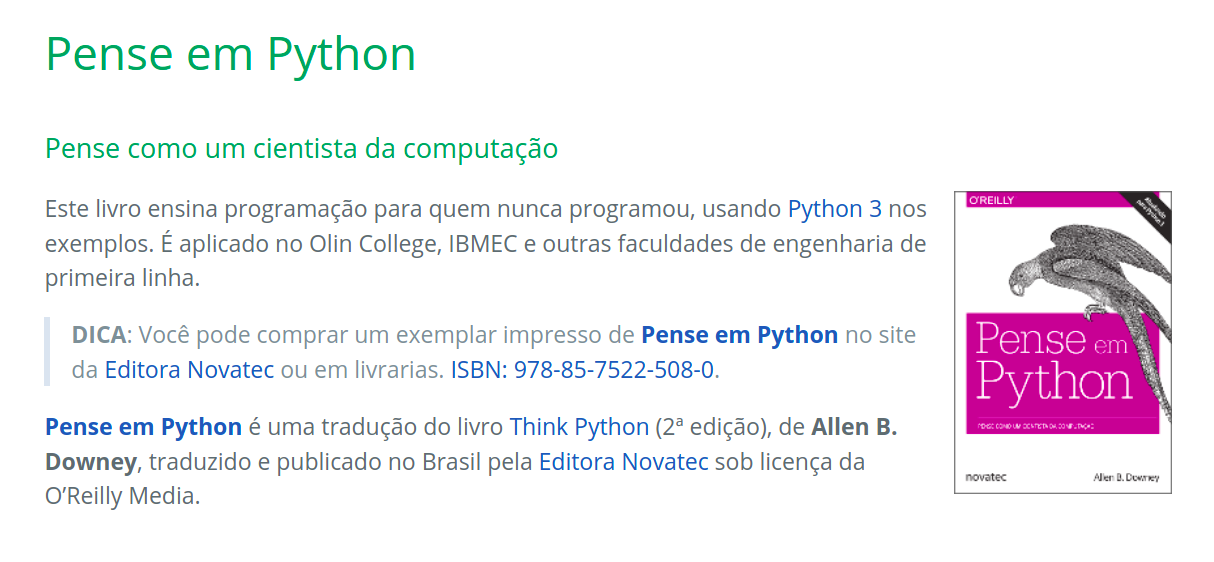 Pense em Python
Pense como um cientista da computação
Este livro ensina programação para quem nunca programou, usando Python 3 nos
exemplos. É aplicado no Olin College, IBMEC e outras faculdades de engenharia de
primeira linha.
DICA: Você pode comprar um exemplar impresso de Pense em Python no site
da Editora Novatec ou em livrarias. ISBN: 978-85-7522-508-0.
Pense em Python é uma tradução do livro Think Python (2ª edição), de Allen B.
Downey, traduzido e publicado no Brasil pela Editora Novatec sob licença da
O’Reilly Media.
O'REILLY
Atualizado
para Python 3
Pense em
Python
PENSE COMO UM CIENTISTA DA COMPUTAÇÃO
novatec
Allen B. Downey